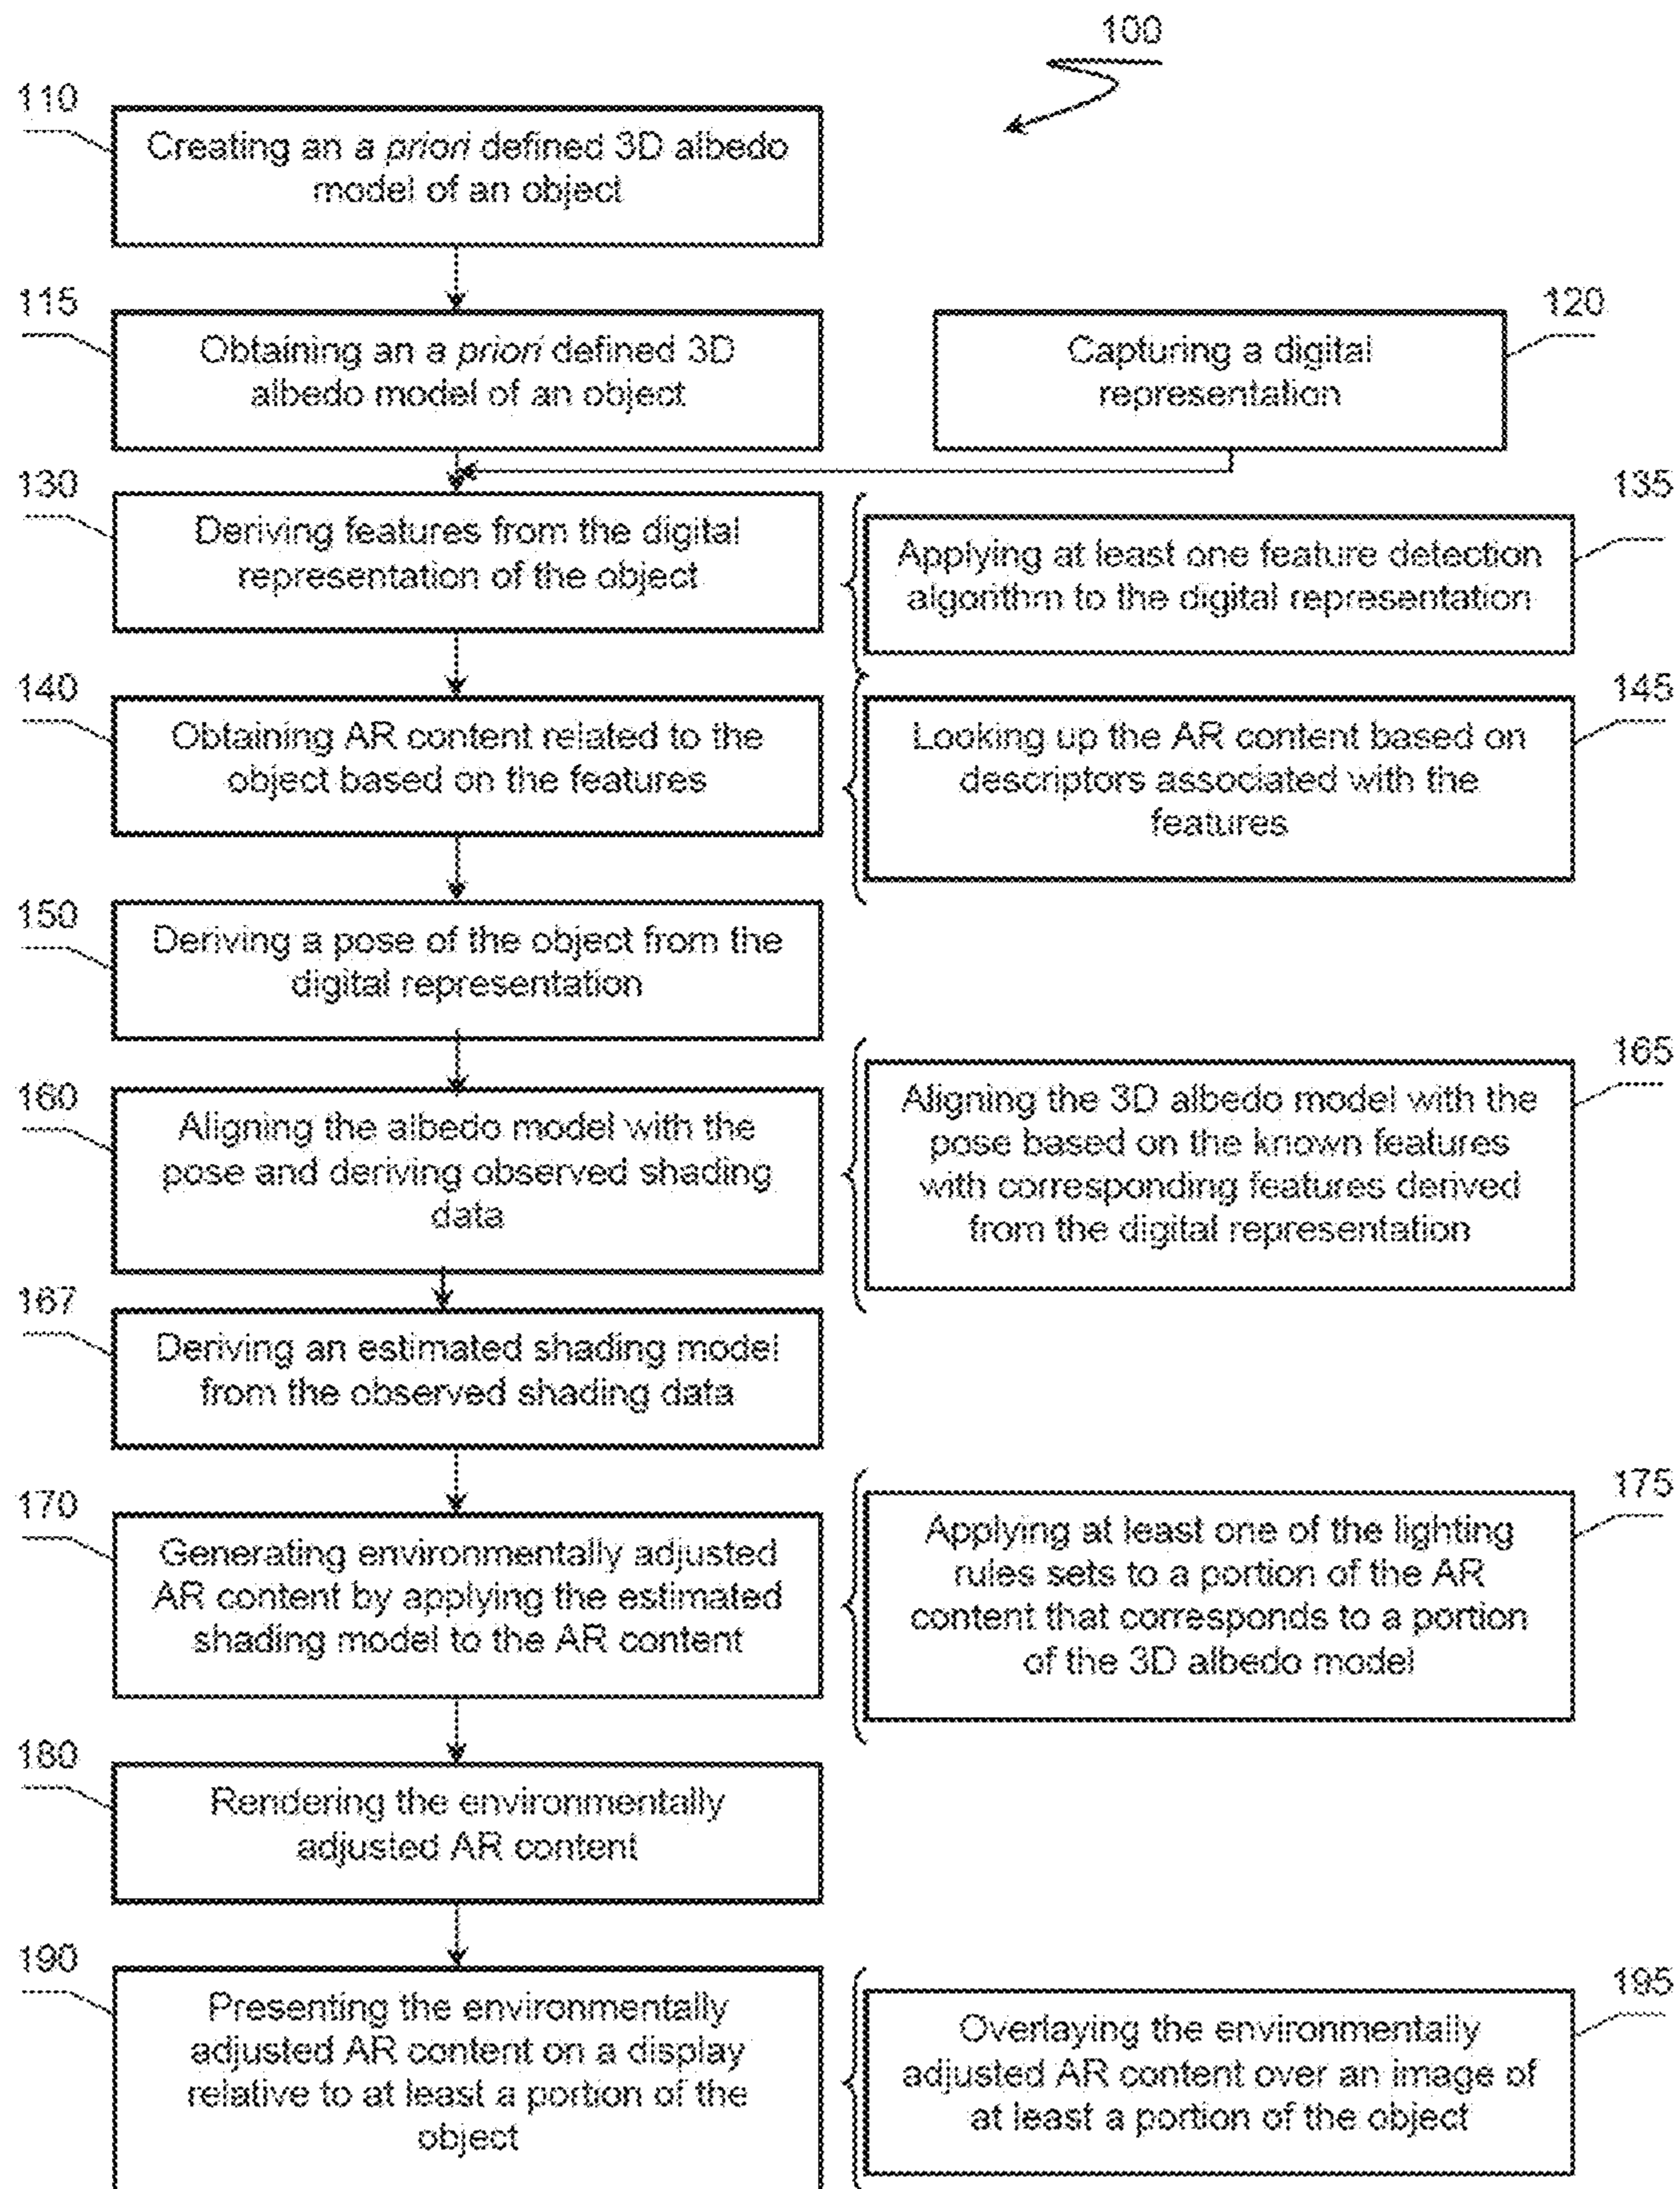 100
110
Creating an a priori defined 3D albedo
model of an object
115
Obtaining an a priori defined 3D
albedo model of an object
120
Capturing a digital
representation
130
Deriving features from the digital
representation of the object
135
Applying at least one feature detection
algorithm to the digital representation
140
Obtaining AR content related to the
object based on the features
145
Looking up the AR content based on
descriptors associated with the
features
150
Deriving a pose of the object from the
digital representation
160
Aligning the albedo model with the
pose and deriving observed shading
data
165
Aligning the 3D albedo model with the
pose based on the known features
with corresponding features derived
from the digital representation
167
Deriving an estimated shading model
from the observed shading data
170
Generating environmentally adjusted
AR content by applying the estimated
shading model to the AR content
175
Applying at least one of the lighting
rules sets to a portion of the AR
content that corresponds to a portion
of the 3D albedo model
180
Rendering the environmentally
adjusted AR content
190
Presenting the environmentally
adjusted AR content on a display
relative to at least a portion of the
object
195
Overlaying the environmentally
adjusted AR content over an image of
at least a portion of the object